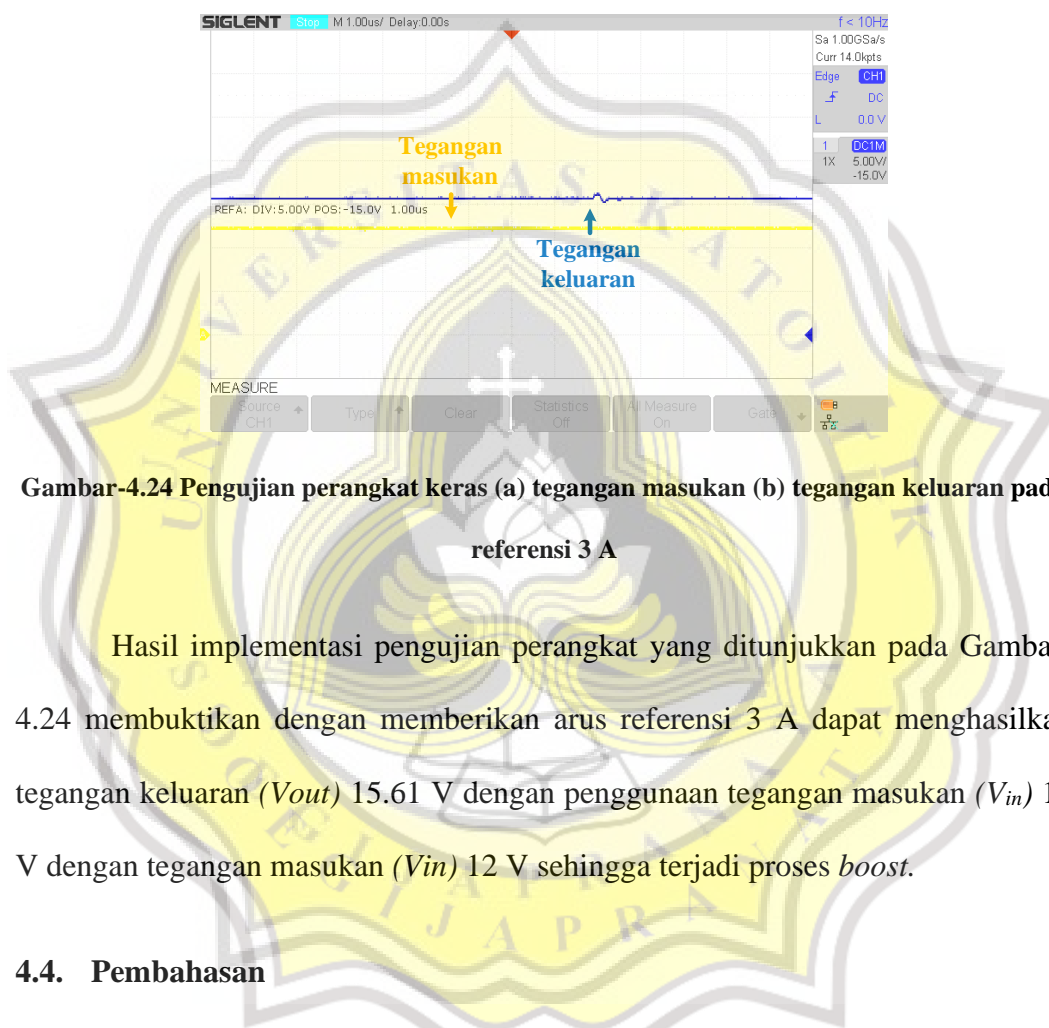 SIGLENT Stop M 1.00us/ Delay:0.00s f < 10Hz
Sa 1.00GSa/s
Curr 14.0kpts
Edge CH1
DC
L 0.0 V
1 DC1M
1X 5.00V/
-15.0V
Tegangan
masukan
REFA: DIV:5.00V POS:-15.0V 1.00us
Tegangan
keluaran
MEASURE
Source
CH1
Type
Clear
Statistics
Off
All Measure
On
Gate
Gambar-4.24 Pengujian perangkat keras (a) tegangan masukan (b) tegangan keluaran pad
referensi 3 A
Hasil implementasi pengujian perangkat yang ditunjukkan pada Gamba
4.24 membuktikan dengan memberikan arus referensi 3 A dapat menghasilka
tegangan keluaran (Vout) 15.61 V dengan penggunaan tegangan masukan (Vin) 1
V dengan tegangan masukan (Vin) 12 V sehingga terjadi proses boost.
4.4. Pembahasan
UNIVERSITAS KATOLIK
SOEGIJAPRANATA